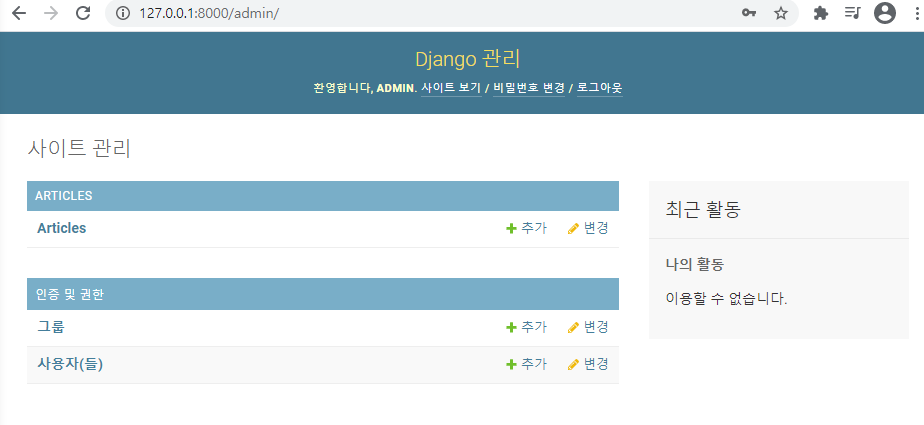 127.0.0.1:8000/admin/
Django 관리
환영합니다, ADMIN. 사이트 보기 / 비밀번호 변경 / 로그아웃
사이트 관리
ARTICLES
Articles 추가 변경
인증 및 권한
그룹 추가 변경
사용자(들) 추가 변경
최근 활동
나의 활동
이용할 수 없습니다.